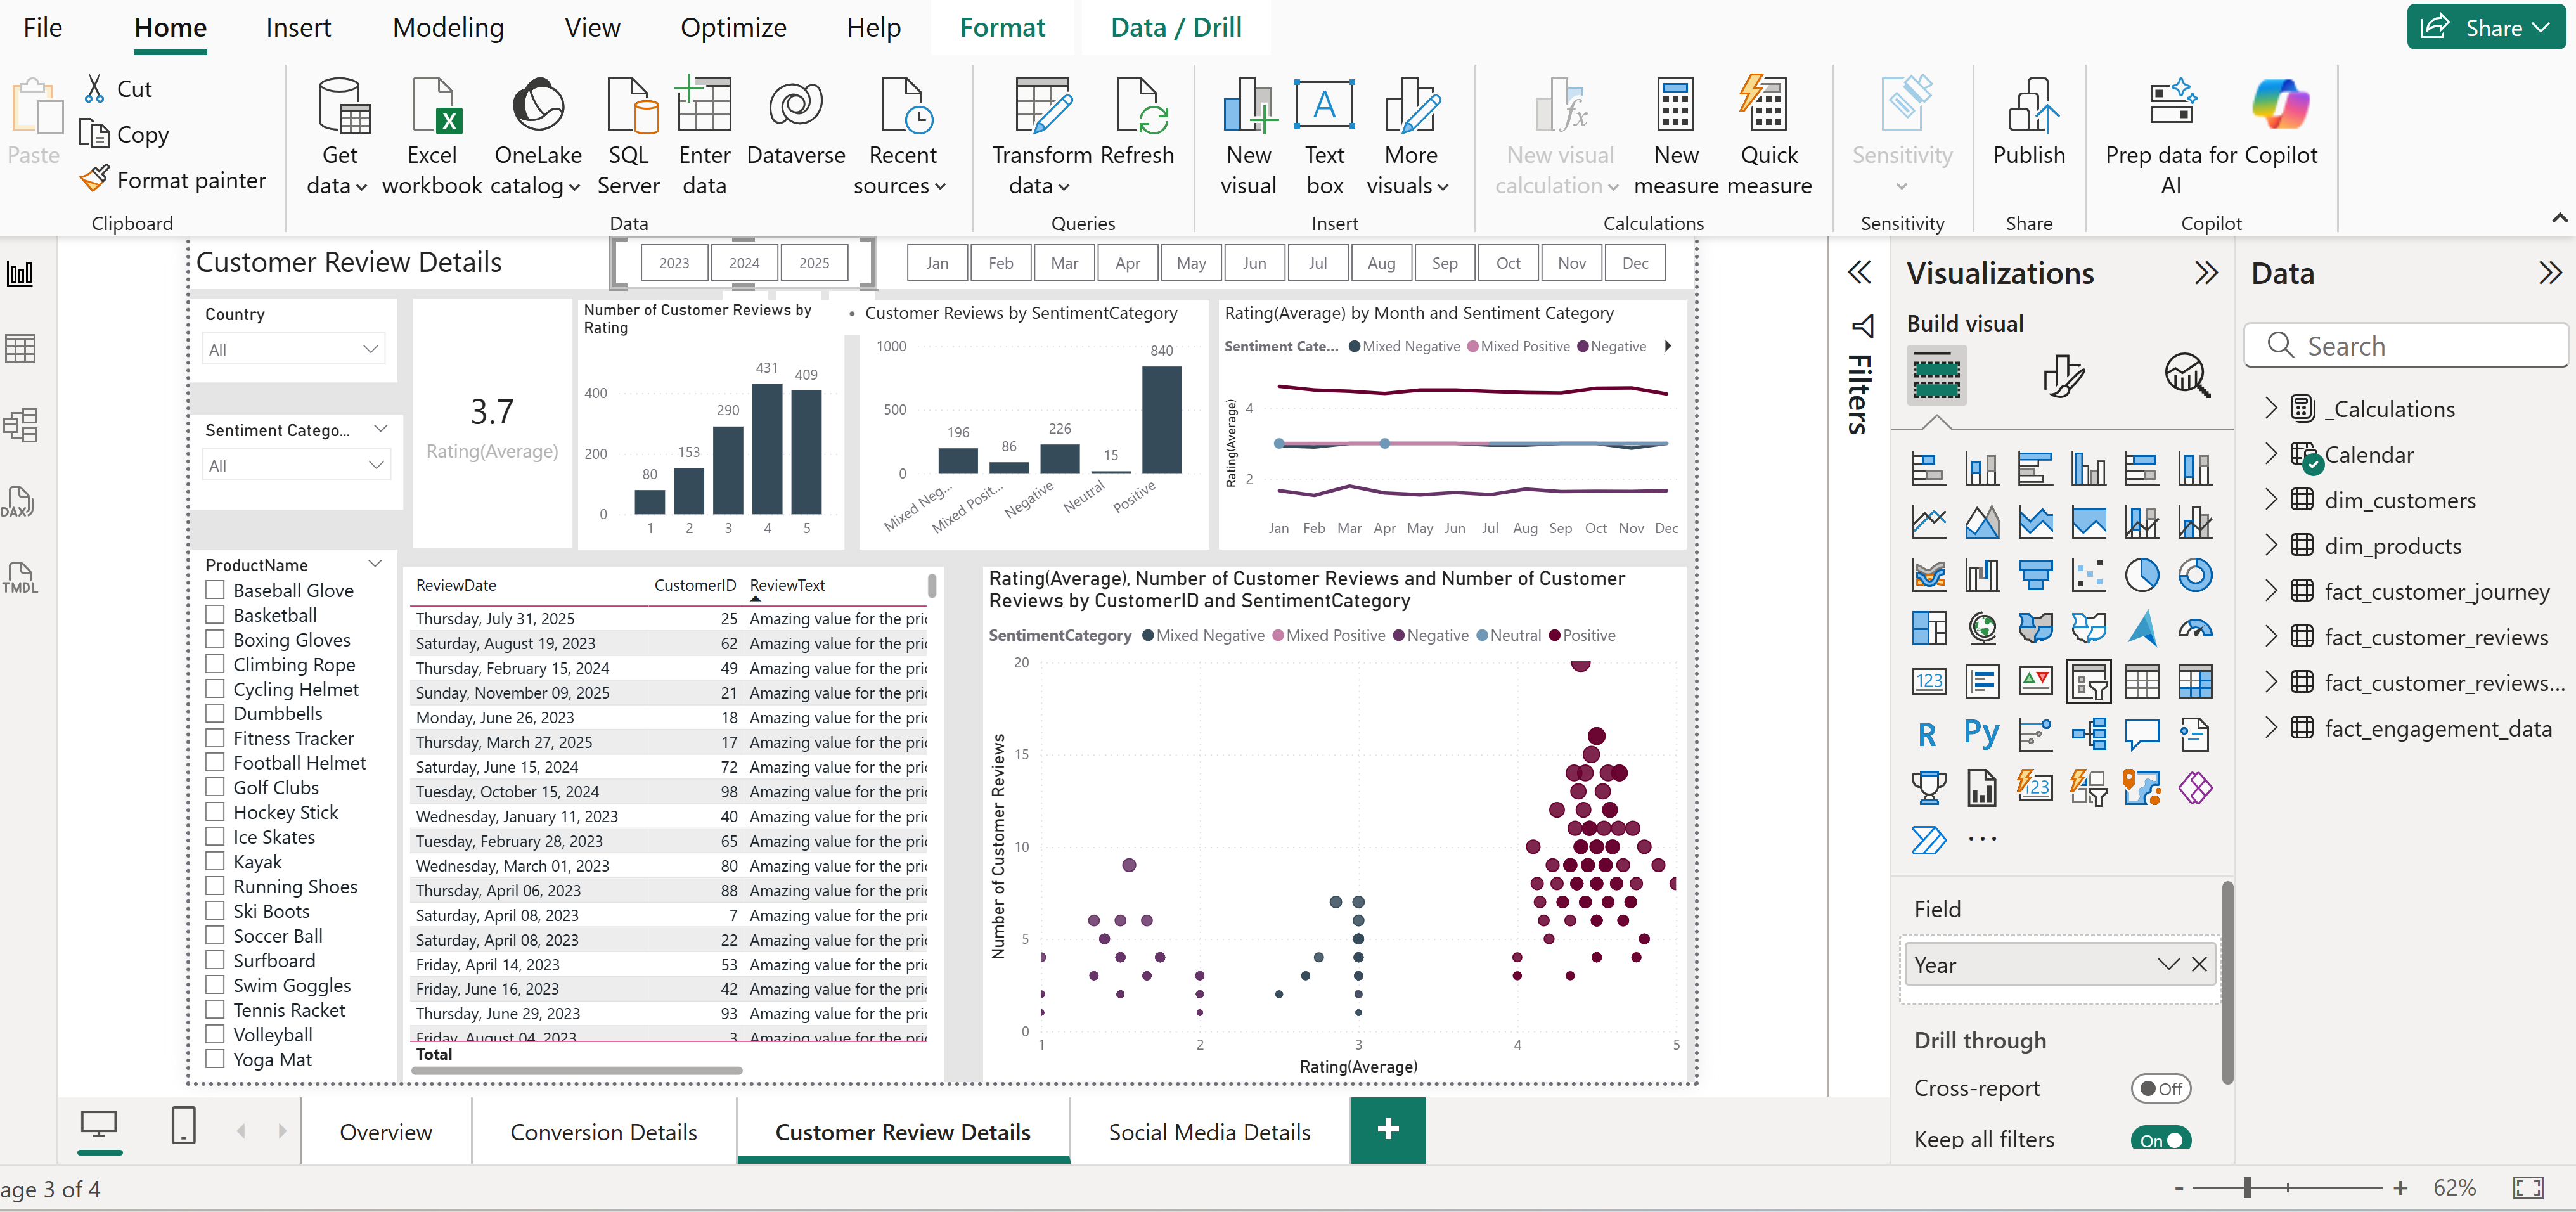 File Home Insert Modeling View Optimize Help Format Data / Drill Share
Paste
Cut
Copy
Format painter
Clipboard
Get data
Excel workbook
OneLake catalog
SQL Server
Enter data
Dataverse
Recent sources
Data
Transform data
Refresh
Queries
New visual
Text box
More visuals
Insert
New visual calculation
New measure
Quick measure
Calculations
Sensitivity
Sensitivity
Publish
Share
Prep data for AI
Copilot
Copilot
Customer Review Details
2023 2024 2025
Jan Feb Mar Apr May Jun Jul Aug Sep Oct Nov Dec
Country
All
Sentiment Catego...
All
3.7
Rating(Average)
Number of Customer Reviews by
Rating
400
200
0
80 153 290 431 409
1 2 3 4 5
Customer Reviews by SentimentCategory
1000
500
0
196 86 226 15 840
Mixed Neg... Mixed Posit... Negative Neutral Positive
Rating(Average) by Month and Sentiment Category
Sentiment Cate... Mixed Negative Mixed Positive Negative
Rating(Average)
4
2
Jan Feb Mar Apr May Jun Jul Aug Sep Oct Nov Dec
ProductName
Baseball Glove
Basketball
Boxing Gloves
Climbing Rope
Cycling Helmet
Dumbbells
Fitness Tracker
Football Helmet
Golf Clubs
Hockey Stick
Ice Skates
Kayak
Running Shoes
Ski Boots
Soccer Ball
Surfboard
Swim Goggles
Tennis Racket
Volleyball
Yoga Mat
ReviewDate CustomerID ReviewText
Thursday, July 31, 2025 25 Amazing value for the pric
Saturday, August 19, 2023 62 Amazing value for the pric
Thursday, February 15, 2024 49 Amazing value for the pric
Sunday, November 09, 2025 21 Amazing value for the pric
Monday, June 26, 2023 18 Amazing value for the pric
Thursday, March 27, 2025 17 Amazing value for the pric
Saturday, June 15, 2024 72 Amazing value for the pric
Tuesday, October 15, 2024 98 Amazing value for the pric
Wednesday, January 11, 2023 40 Amazing value for the pric
Tuesday, February 28, 2023 65 Amazing value for the pric
Wednesday, March 01, 2023 80 Amazing value for the pric
Thursday, April 06, 2023 88 Amazing value for the pric
Saturday, April 08, 2023 7 Amazing value for the pric
Saturday, April 08, 2023 22 Amazing value for the pric
Friday, April 14, 2023 53 Amazing value for the pric
Friday, June 16, 2023 42 Amazing value for the pric
Thursday, June 29, 2023 93 Amazing value for the pric
Friday, August 04, 2023 3 Amazing value for the pric
Total
Rating(Average), Number of Customer Reviews and Number of Customer
Reviews by CustomerID and SentimentCategory
SentimentCategory Mixed Negative Mixed Positive Negative Neutral Positive
Number of Customer Reviews
20
15
10
5
0
1 2 3 4 5
Rating(Average)
Filters
Visualizations
Build visual
123
R Py
123
Field
Year
Drill through
Cross-report Off
Keep all filters On
Data
Search
_Calculations
Calendar
dim_customers
dim_products
fact_customer_journey
fact_customer_reviews
fact_customer_reviews...
fact_engagement_data
DAX
TMDL
Overview Conversion Details Customer Review Details Social Media Details
age 3 of 4
62%